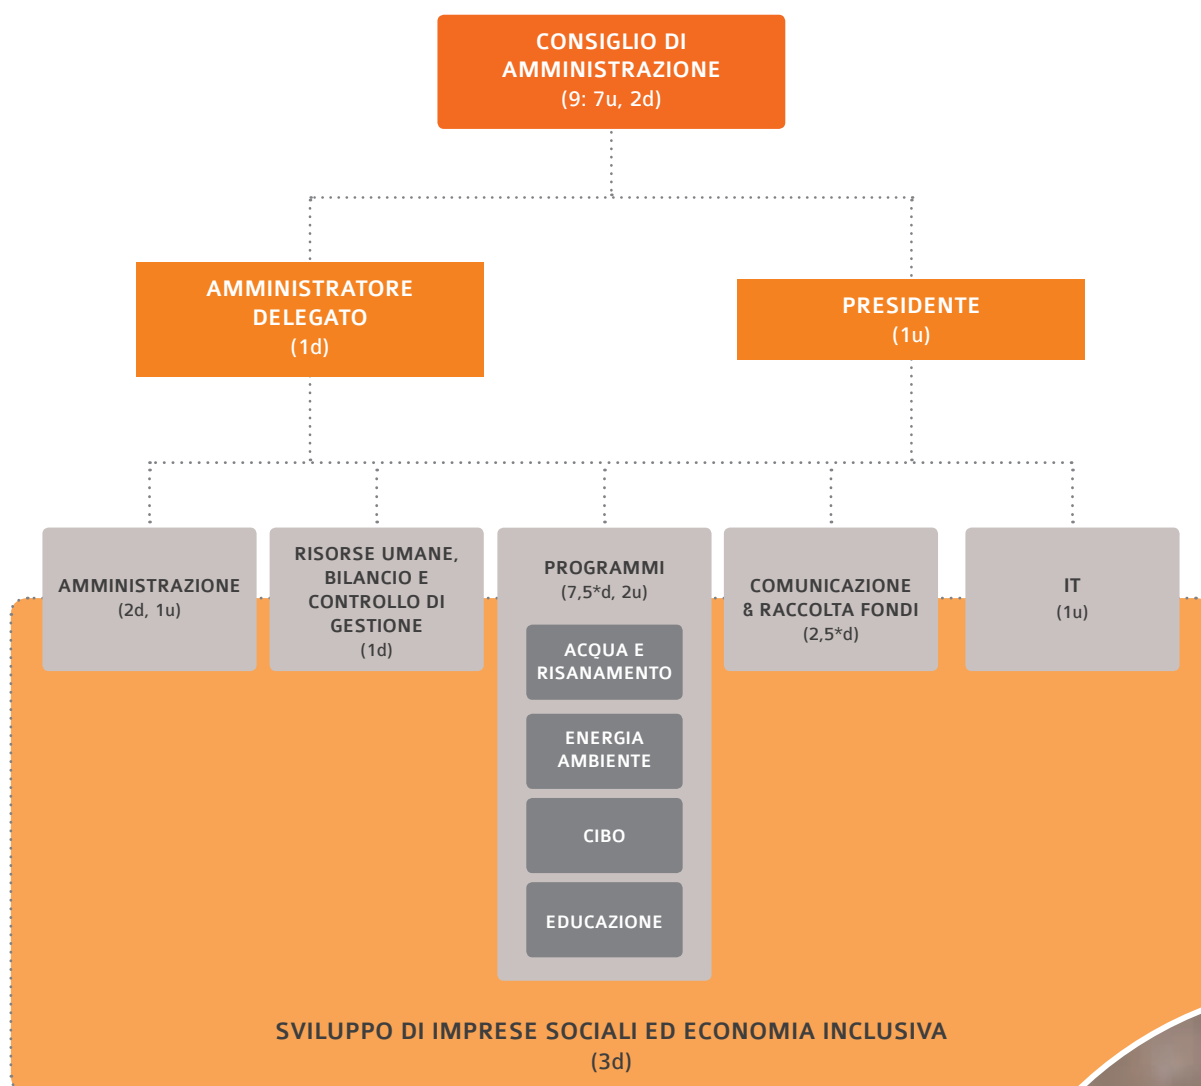 CONSIGLIO DI
AMMINISTRAZIONE
(9: 7u, 2d)
AMMINISTRATORE
DELEGATO
(1d)
PRESIDENTE
(1u)
AMMINISTRAZIONE
(2d, 1u)
RISORSE UMANE,
BILANCIO E
CONTROLLO DI
GESTIONE
(1d)
PROGRAMMI
(7,5*d, 2u)
ACQUA E
RISANAMENTO
ENERGIA
AMBIENTE
CIBO
EDUCAZIONE
COMUNICAZIONE
& RACCOLTA FONDI
(2,5*d)
IT
(1u)
SVILUPPO DI IMPRESE SOCIALI ED ECONOMIA INCLUSIVA
(3d)